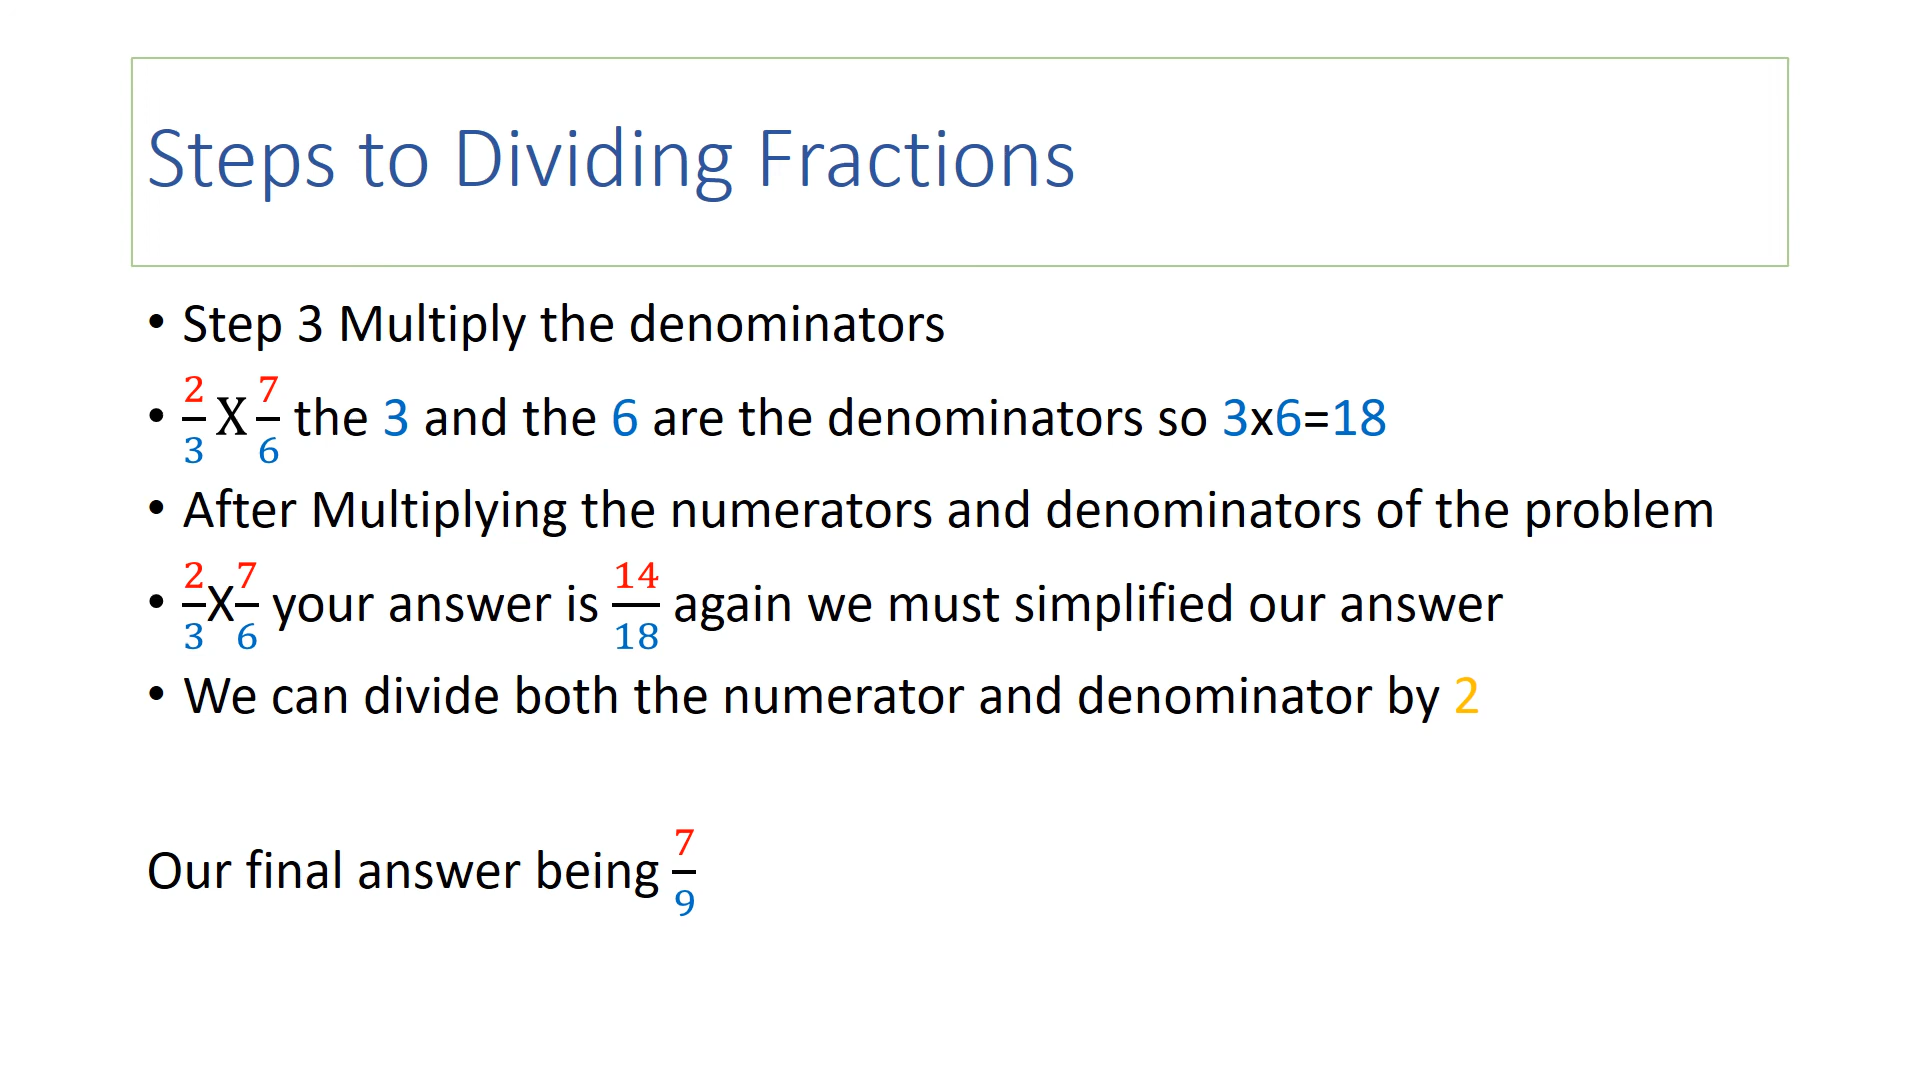 Steps to Dividing Fractions
• Step 3 Multiply the denominators
• 2/3 X 7/6 the 3 and the 6 are the denominators so 3x6=18
• After Multiplying the numerators and denominators of the problem
• 2/3X7/6 your answer is 14/18 again we must simplified our answer
• We can divide both the numerator and denominator by 2
Our final answer being 7/9